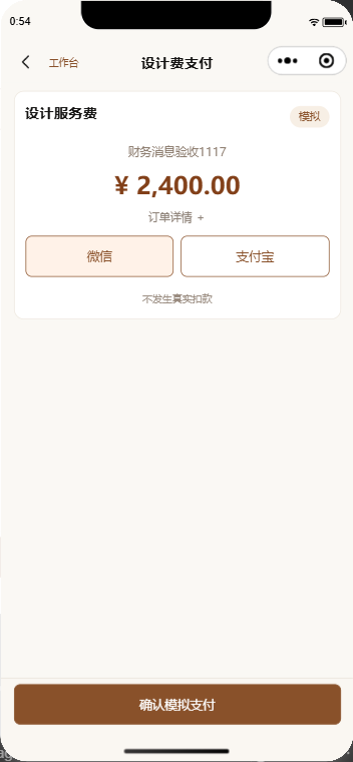 0:54
工作台
设计费支付
设计服务费
模拟
财务消息验收1117
¥ 2,400.00
订单详情 +
微信
支付宝
不发生真实扣款
确认模拟支付